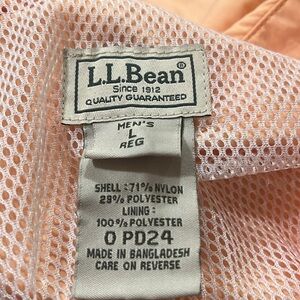 L.L.Bean®
Since 1912
QUALITY GUARANTEED
MEN'S
L
REG
SHELL: 71% NYLON
29% POLYESTER
LINING:
100% POLYESTER
0 PD24
MADE IN BANGLADESH
CARE ON REVERSE